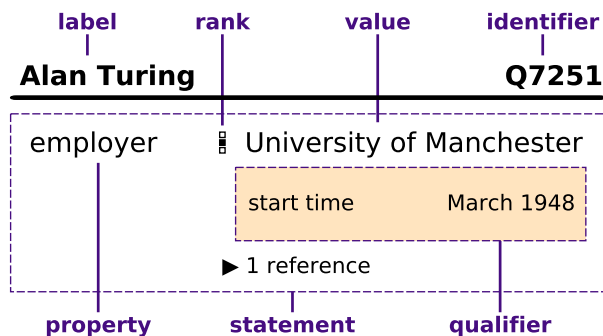 label rank value identifier
Alan Turing Q7251
employer University of Manchester
start time March 1948
▶ 1 reference
property statement qualifier